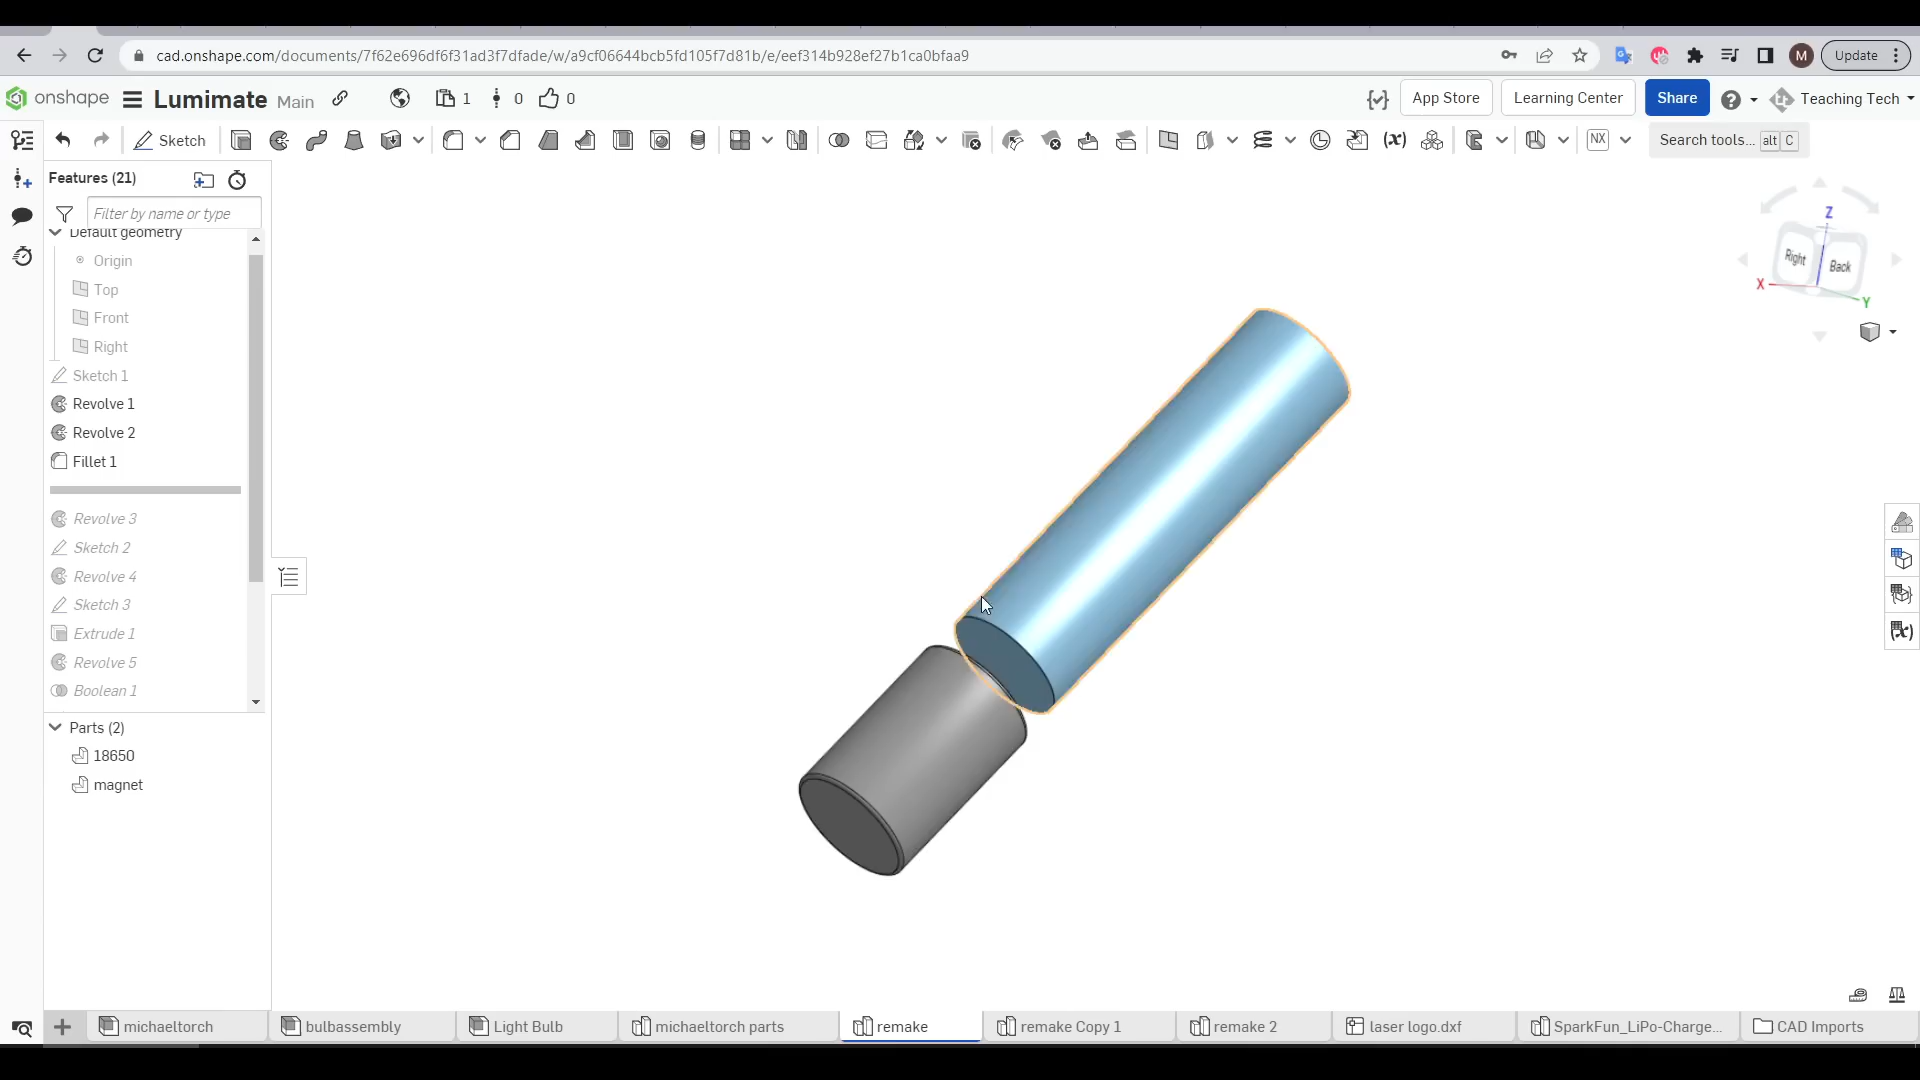 cad.onshape.com/documents/7f62e696df6f31ad3f7dfade/w/a9cf06644bcb5fd105f7d81b/e/eef314b928ef27b1ca0bfaa9
M
Update
onshape
Lumimate Main
1
0
0
App Store
Learning Center
Share
Teaching Tech
Sketch
(x)
NX
Search tools... alt C
Features (21)
Filter by name or type
Default geometry
Origin
Top
Front
Right
Sketch 1
Revolve 1
Revolve 2
Fillet 1
Revolve 3
Sketch 2
Revolve 4
Sketch 3
Extrude 1
Revolve 5
Boolean 1
Parts (2)
18650
magnet
Z
Right
Back
X
Y
(x)
michaeltorch
bulbassembly
Light Bulb
michaeltorch parts
remake
remake Copy 1
remake 2
laser logo.dxf
SparkFun_LiPo-Charge...
CAD Imports